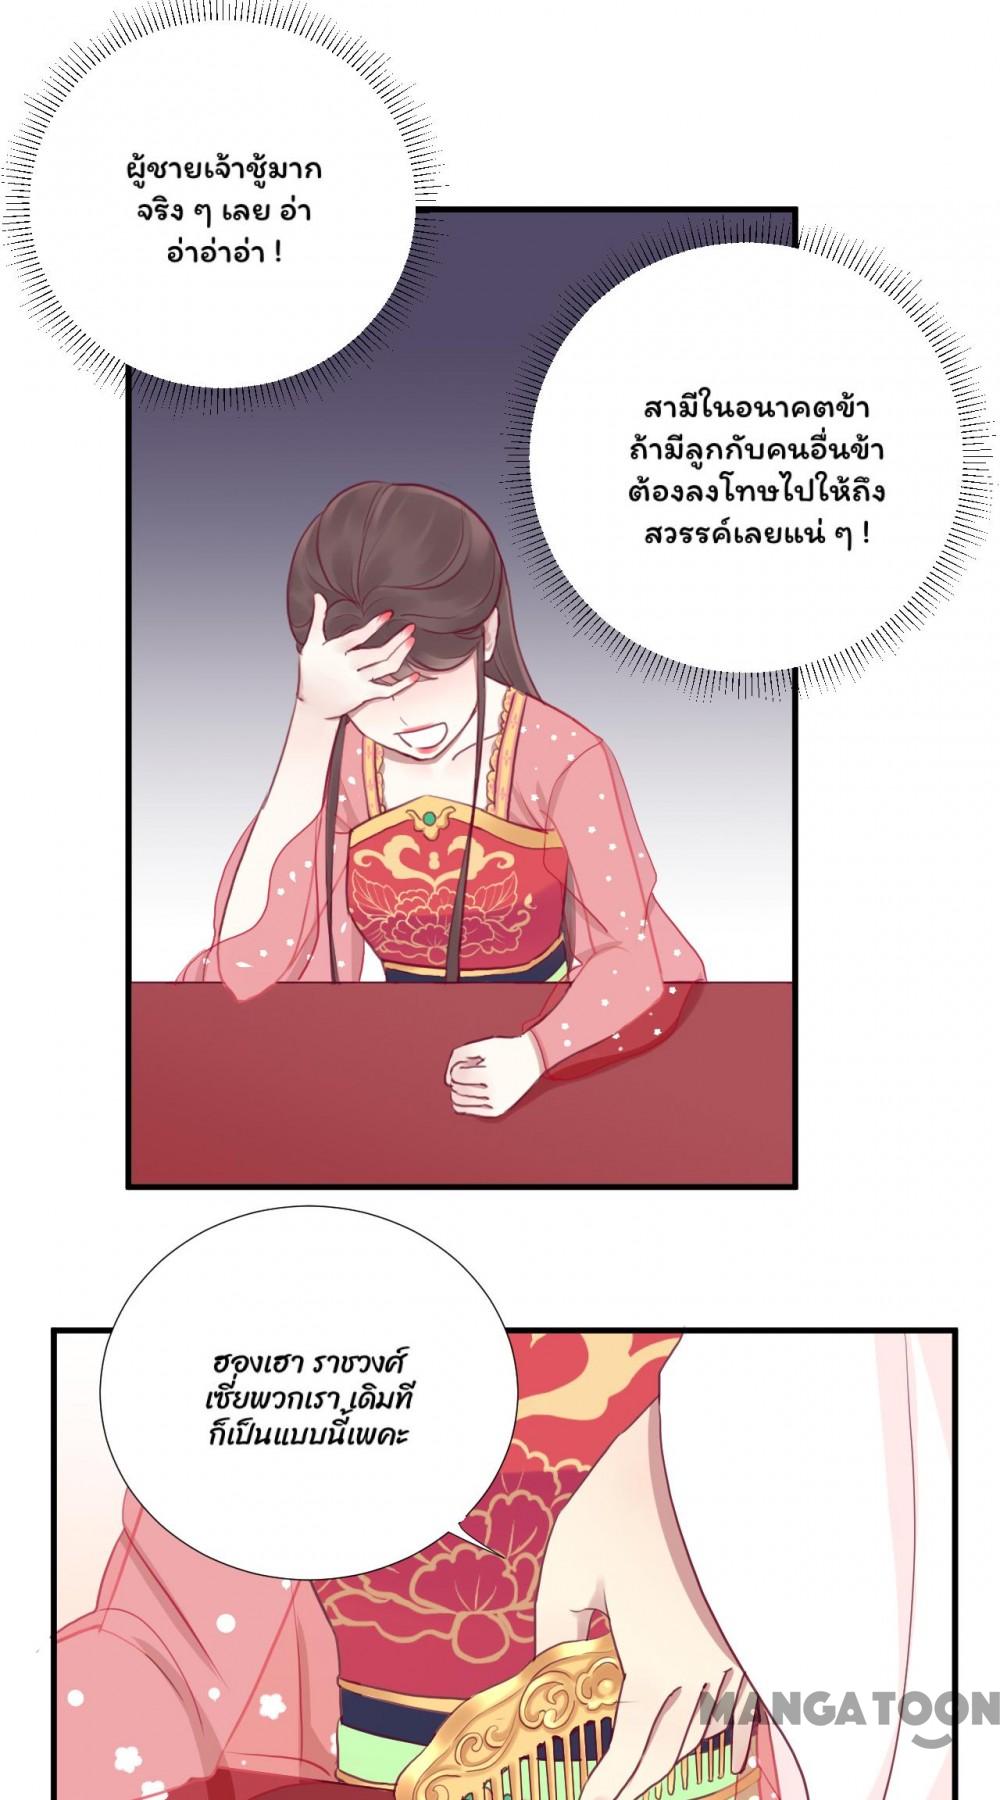 ผู้ชายเจ้าชู้มาก
จริง ๆ เลย อ่า
อ่าอ่าอ่า !
สามีในอนาคตข้า
ถ้ามีลูกกับคนอื่นข้า
ต้องลงโทษไปให้ถึง
สวรรค์เลยแน่ ๆ !
ฮองเฮา ราชวงศ์
เซี่ยพวกเรา เดิมที
ก็เป็นแบบนี้เพคะ
MANGATOON